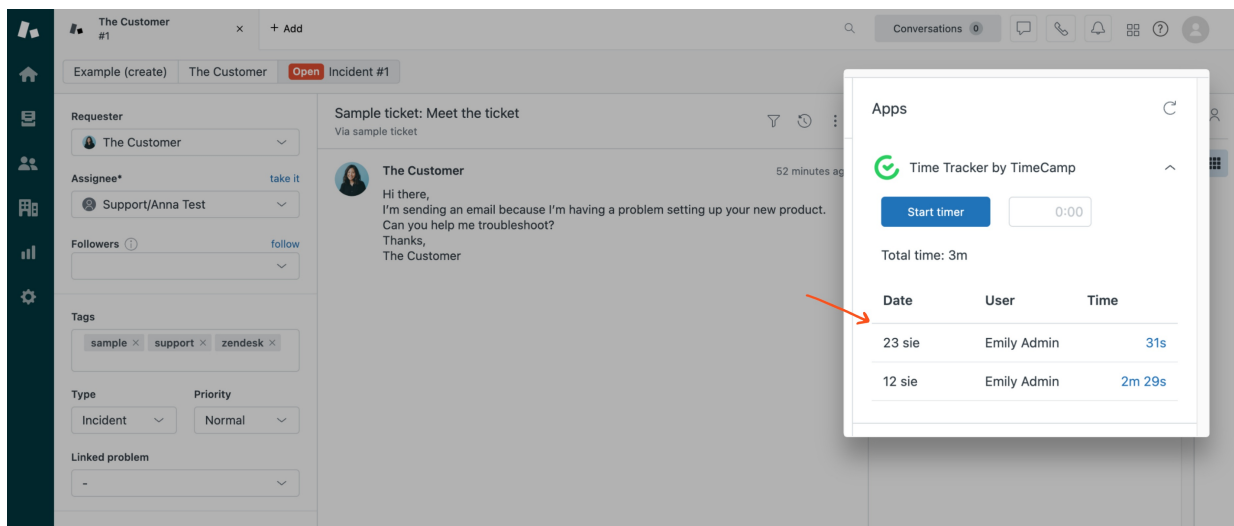 The Customer
#1
+ Add
Conversations 0
Example (create)
The Customer
Open Incident #1
Requester
The Customer
Assignee*
take it
Support/Anna Test
Followers
follow
Tags
sample × support × zendesk ×
Type
Priority
Incident
Normal
Linked problem
-
Sample ticket: Meet the ticket
Via sample ticket
The Customer
52 minutes ag
Hi there,
I'm sending an email because I'm having a problem setting up your new product.
Can you help me troubleshoot?
Thanks,
The Customer
Apps
Time Tracker by TimeCamp
Start timer
0:00
Total time: 3m
Date User Time
23 sie Emily Admin 31s
12 sie Emily Admin 2m 29s